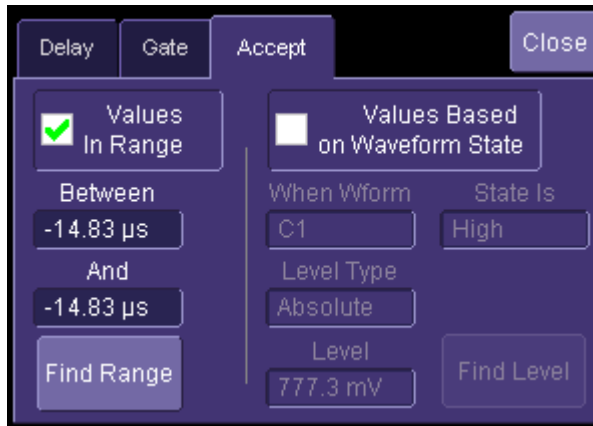 Delay Gate Accept Close
Values
In Range
Values Based
on Waveform State
Between
-14.83 µs
And
-14.83 µs
Find Range
When Wform State Is
C1 High
Level Type
Absolute
Level
777.3 mV
Find Level